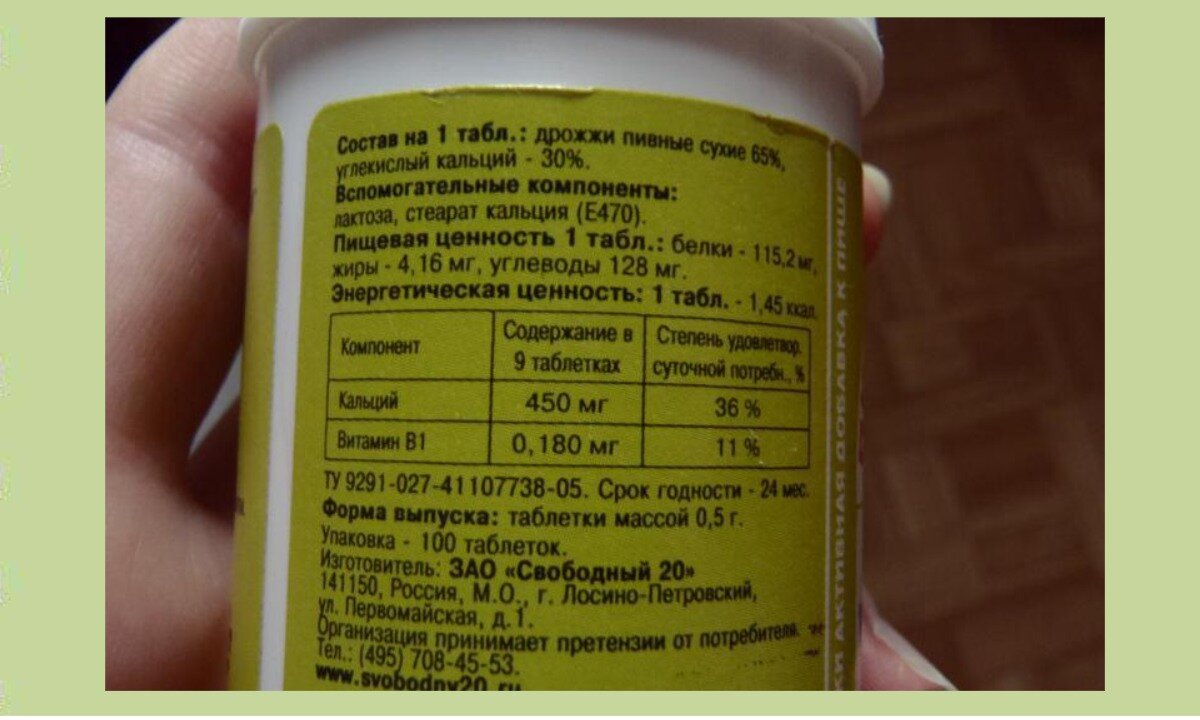 Состав на 1 табл.: дрожжи пивные сухие 65%,
углекислый кальций - 30%.
Вспомогательные компоненты:
лактоза, стеарат кальция (Е470).
Пищевая ценность 1 табл.: белки - 115,2 мг,
жиры - 4,16 мг, углеводы 128 мг.
Энергетическая ценность: 1 табл. - 1,45 ккал.
Компонент Содержание в 9 таблетках Степень удовлетвор. суточной потребн., %
Кальций 450 мг 36 %
Витамин В1 0,180 мг 11 %
ТУ 9291-027-41107738-05. Срок годности - 24 мес.
Форма выпуска: таблетки массой 0,5 г.
Упаковка - 100 таблеток.
Изготовитель: ЗАО «Свободный 20»
141150, Россия, М.О., г. Лосино-Петровский,
ул. Первомайская, д.1.
Организация принимает претензии от потребителя.
Тел.: (495) 708-45-53.
www.svobodny20.ru
АКТИВНАЯ ДОБАВКА К ПИЩЕ